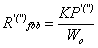 R'(")fbb = KP'(") / Wo